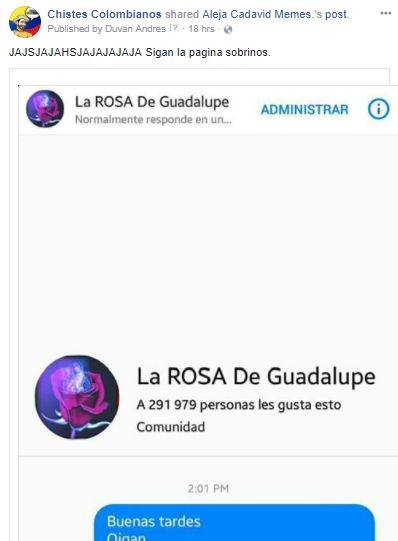 Chistes Colombianos shared Aleja Cadavid Memes.'s post.
Published by Duvan Andres [?] · 18 hrs ·
JAJSJAJAHSJAJAJAJAJA Sigan la pagina sobrinos.
La ROSA De Guadalupe
Normalmente responde en un...
ADMINISTRAR
La ROSA De Guadalupe
A 291 979 personas les gusta esto
Comunidad
2:01 PM
Buenas tardes
Oigan